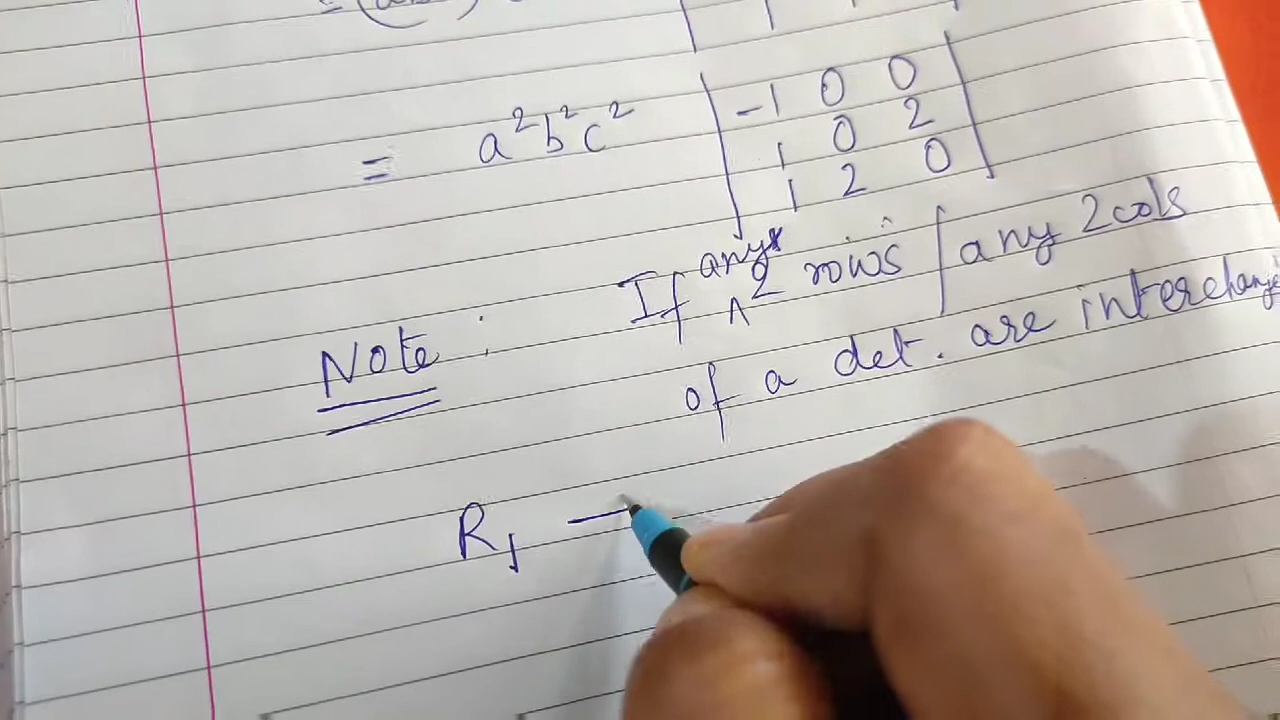 = a²b²c² | -1 0 0 |
| 1 0 2 |
| 1 2 0 |
Note : If any 2 rows / any 2 cols
of a det. are interchange
R₁ —